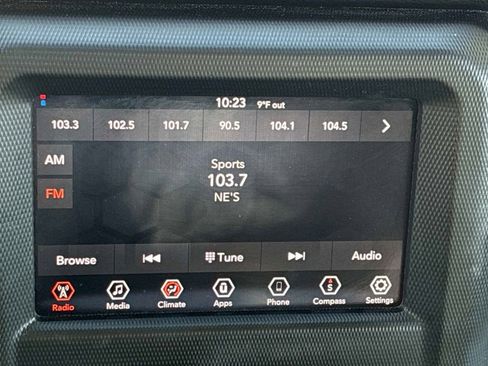 10:23 9°F out
103.3 102.5 101.7 90.5 104.1 104.5
AM
Sports
103.7
FM
NE'S
Browse Tune Audio
Radio Media Climate Apps Phone Compass Settings